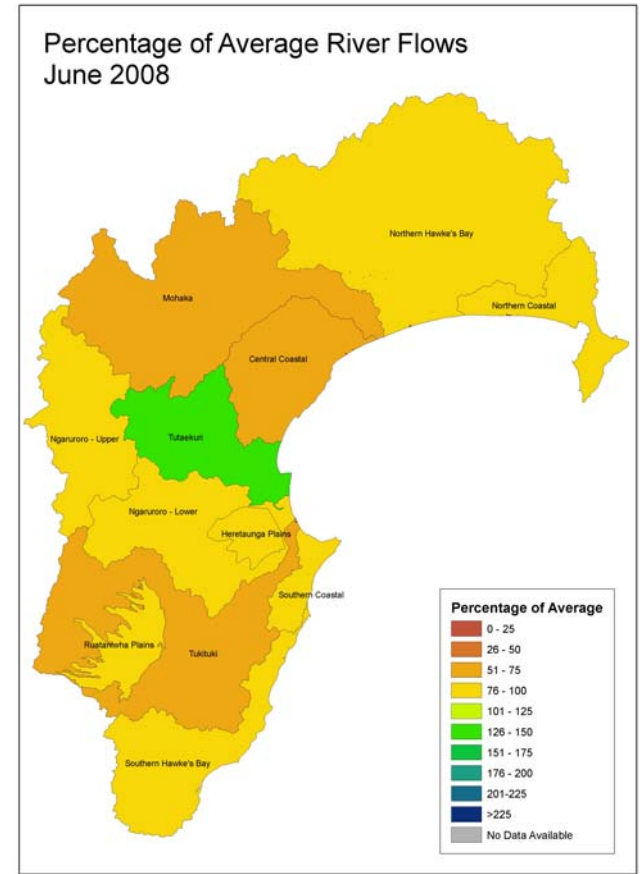 Percentage of Average River Flows
June 2008
Northern Hawke's Bay
Northern Coastal
Mohaka
Central Coastal
Ngaruroro - Upper
Tutaekuri
Ngaruroro - Lower
Heretaunga Plains
Southern Coastal
Ruataniwha Plains
Tukituki
Southern Hawke's Bay
Percentage of Average
0 - 25
26 - 50
51 - 75
76 - 100
101 - 125
126 - 150
151 - 175
176 - 200
201-225
>225
No Data Available